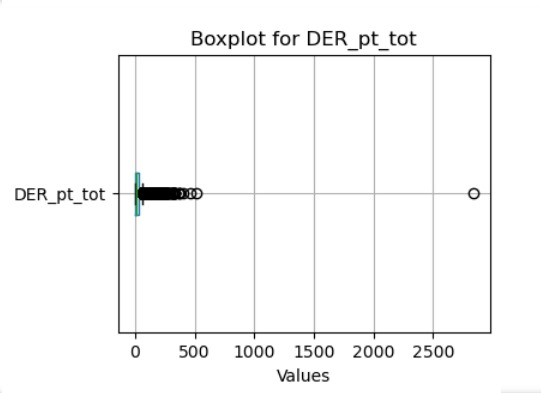 Boxplot for DER_pt_tot
DER_pt_tot
0 500 1000 1500 2000 2500
Values